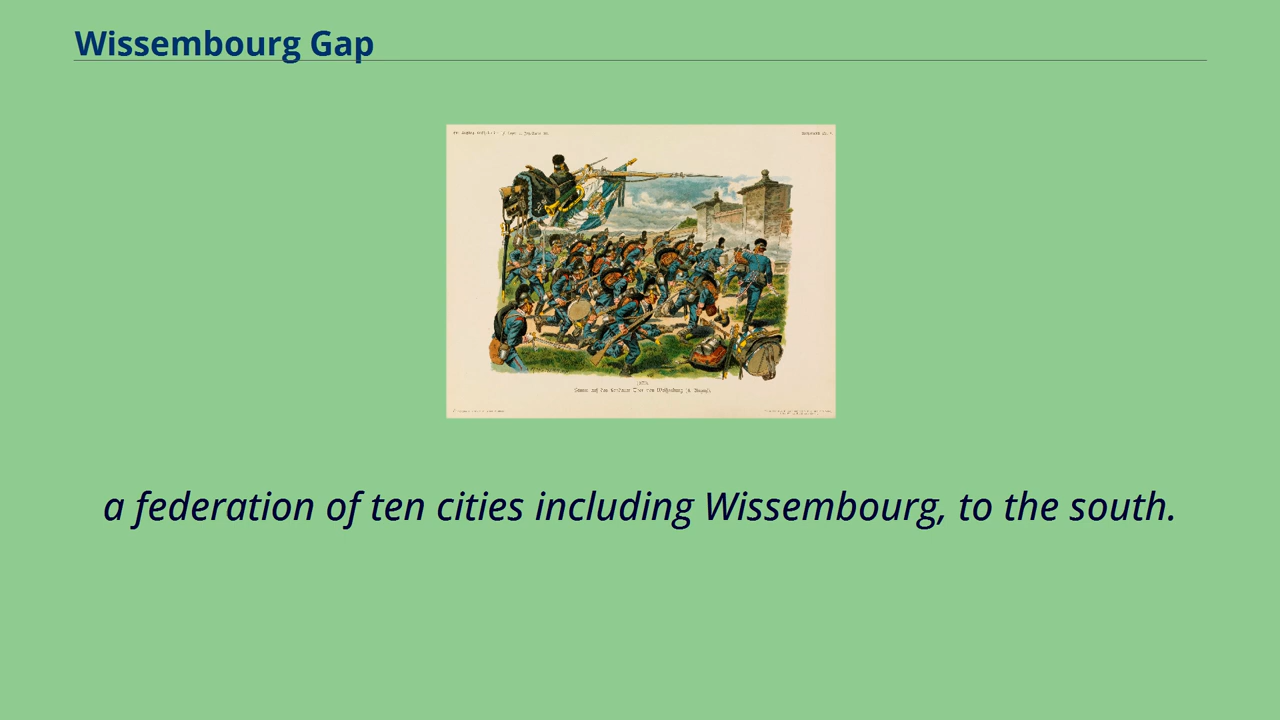 Wissembourg Gap
a federation of ten cities including Wissembourg, to the south.